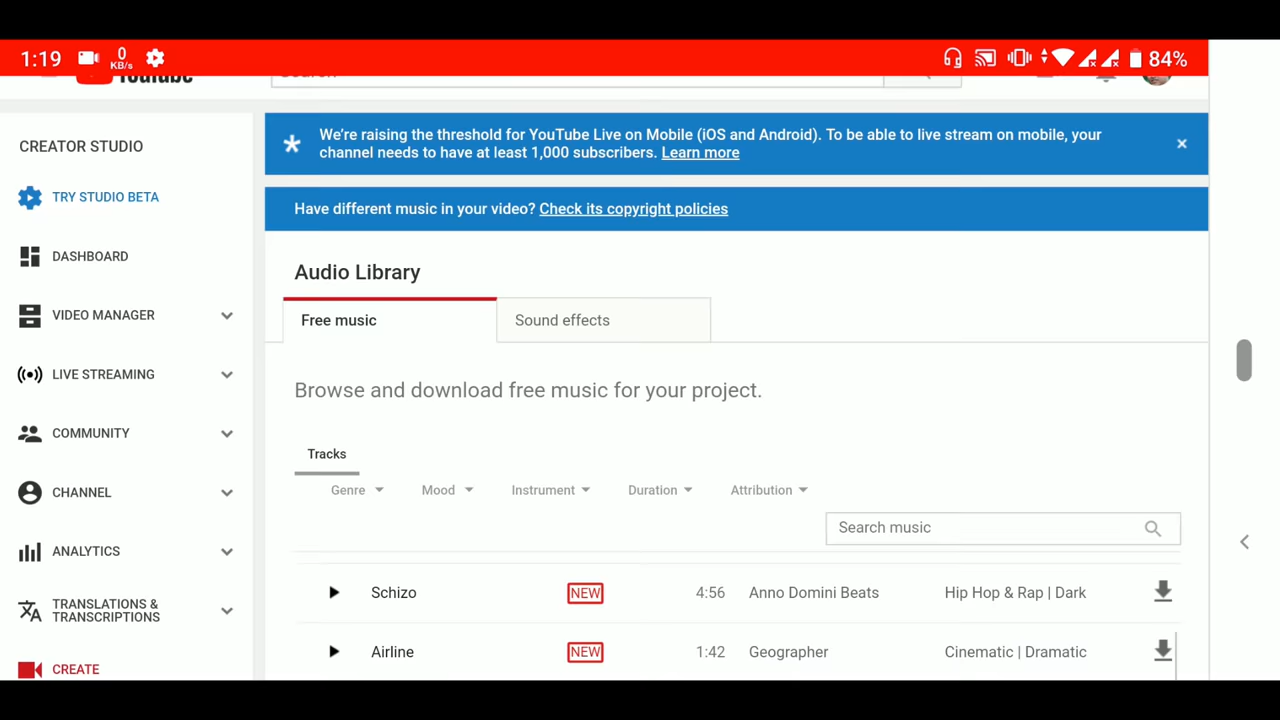 1:19
0
KB/s
84%
YouTube
Search
CREATOR STUDIO
TRY STUDIO BETA
DASHBOARD
VIDEO MANAGER
LIVE STREAMING
COMMUNITY
CHANNEL
ANALYTICS
TRANSLATIONS &
TRANSCRIPTIONS
CREATE
We’re raising the threshold for YouTube Live on Mobile (iOS and Android). To be able to live stream on mobile, your
channel needs to have at least 1,000 subscribers. Learn more
Have different music in your video? Check its copyright policies
Audio Library
Free music
Sound effects
Browse and download free music for your project.
Tracks
Genre Mood Instrument Duration Attribution
Search music
Schizo NEW 4:56 Anno Domini Beats Hip Hop & Rap | Dark
Airline NEW 1:42 Geographer Cinematic | Dramatic